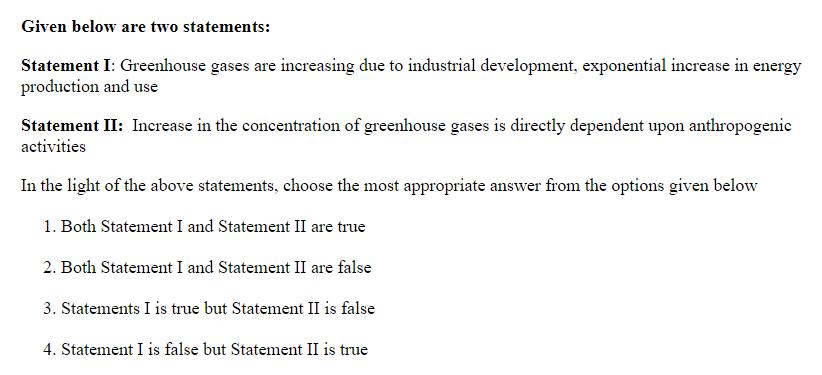 Given below are two statements:
Statement I: Greenhouse gases are increasing due to industrial development, exponential increase in energy
production and use
Statement II: Increase in the concentration of greenhouse gases is directly dependent upon anthropogenic
activities
In the light of the above statements, choose the most appropriate answer from the options given below
1. Both Statement I and Statement II are true
2. Both Statement I and Statement II are false
3. Statements I is true but Statement II is false
4. Statement I is false but Statement II is true